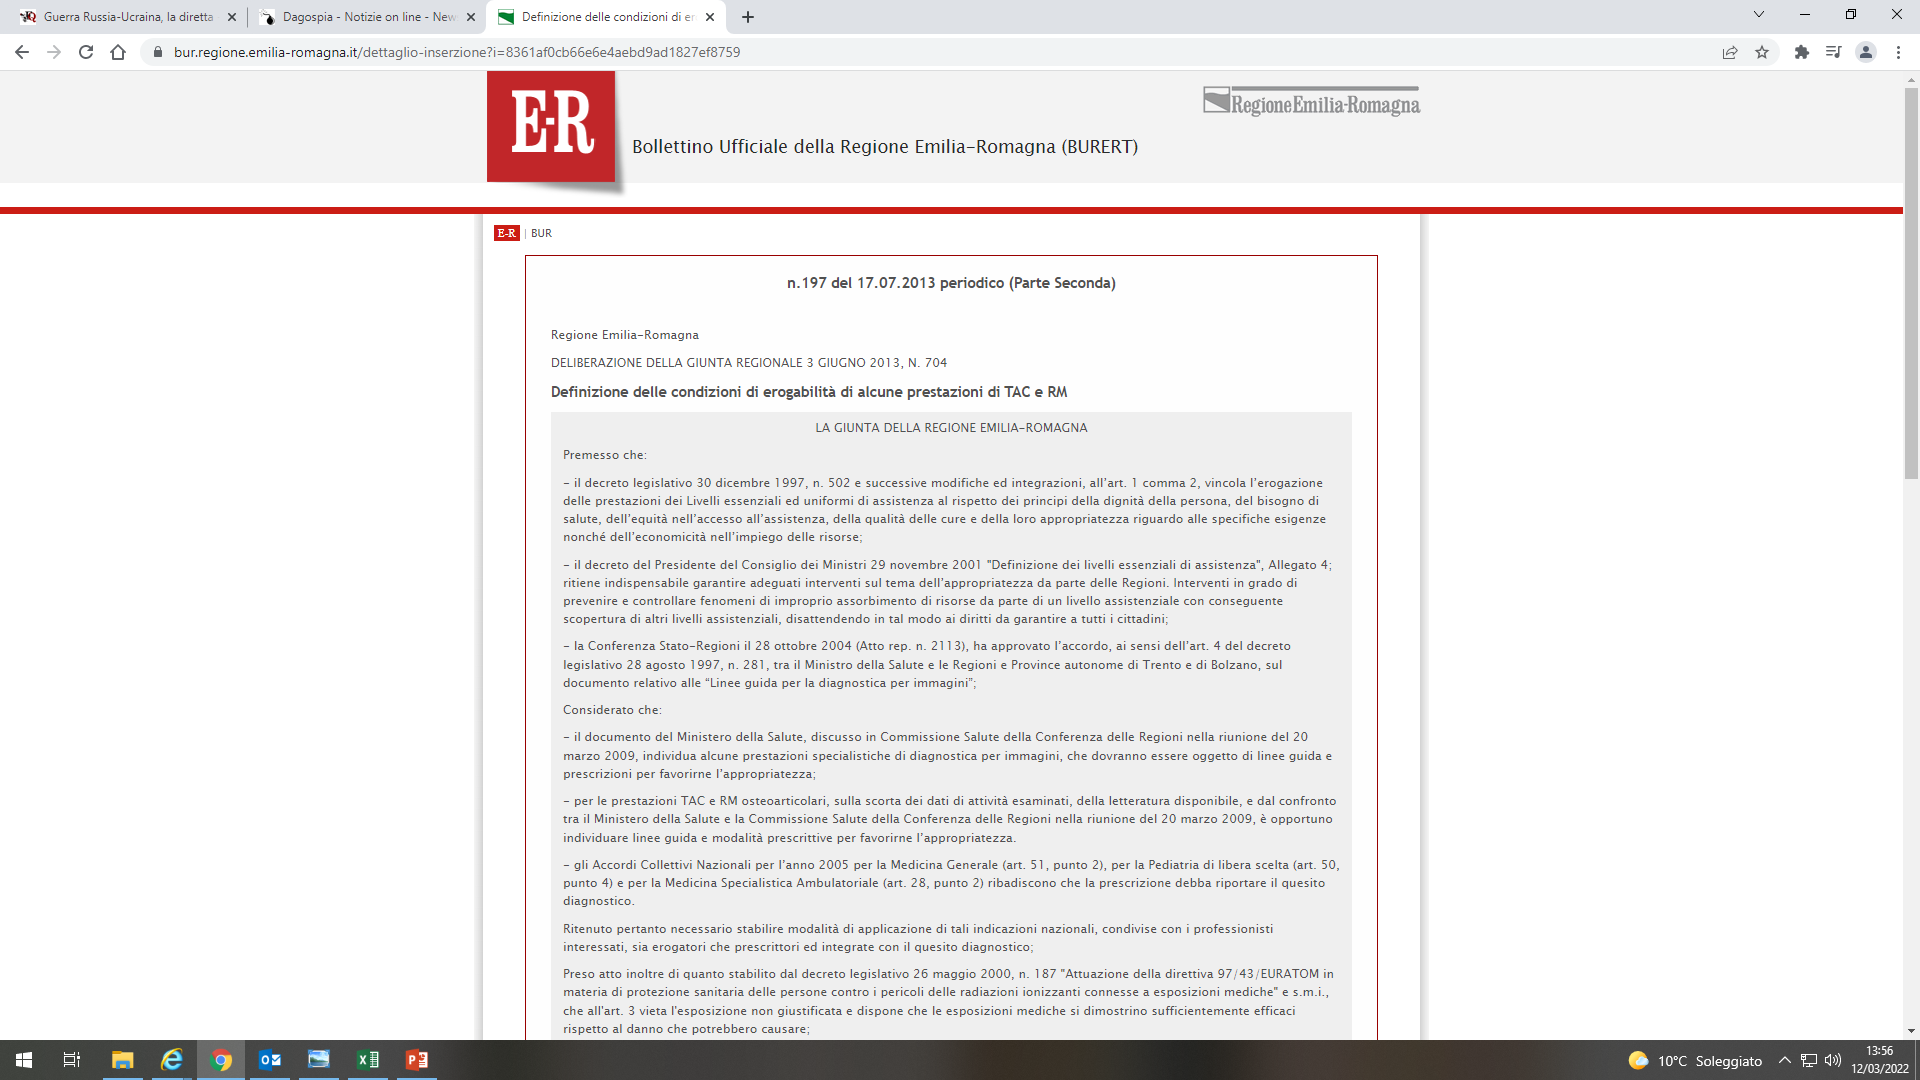 Guerra Russia-Ucraina, la diretta
Dagospia - Notizie on line - New
Definizione delle condizioni di er
bur.regione.emilia-romagna.it/dettaglio-inserzione?i=8361af0cb66e6e4aebd9ad1827ef8759
E-R
RegioneEmilia-Romagna
Bollettino Ufficiale della Regione Emilia-Romagna (BURERT)
E-R | BUR
n.197 del 17.07.2013 periodico (Parte Seconda)
Regione Emilia-Romagna
DELIBERAZIONE DELLA GIUNTA REGIONALE 3 GIUGNO 2013, N. 704
Definizione delle condizioni di erogabilità di alcune prestazioni di TAC e RM
LA GIUNTA DELLA REGIONE EMILIA-ROMAGNA
Premesso che:
- il decreto legislativo 30 dicembre 1997, n. 502 e successive modifiche ed integrazioni, all’art. 1 comma 2, vincola l’erogazione
delle prestazioni dei Livelli essenziali ed uniformi di assistenza al rispetto dei principi della dignità della persona, del bisogno di
salute, dell’equità nell’accesso all’assistenza, della qualità delle cure e della loro appropriatezza riguardo alle specifiche esigenze
nonché dell’economicità nell’impiego delle risorse;
- il decreto del Presidente del Consiglio dei Ministri 29 novembre 2001 "Definizione dei livelli essenziali di assistenza", Allegato 4;
ritiene indispensabile garantire adeguati interventi sul tema dell’appropriatezza da parte delle Regioni. Interventi in grado di
prevenire e controllare fenomeni di improprio assorbimento di risorse da parte di un livello assistenziale con conseguente
scopertura di altri livelli assistenziali, disattendendo in tal modo ai diritti da garantire a tutti i cittadini;
- la Conferenza Stato-Regioni il 28 ottobre 2004 (Atto rep. n. 2113), ha approvato l’accordo, ai sensi dell’art. 4 del decreto
legislativo 28 agosto 1997, n. 281, tra il Ministro della Salute e le Regioni e Province autonome di Trento e di Bolzano, sul
documento relativo alle “Linee guida per la diagnostica per immagini”;
Considerato che:
- il documento del Ministero della Salute, discusso in Commissione Salute della Conferenza delle Regioni nella riunione del 20
marzo 2009, individua alcune prestazioni specialistiche di diagnostica per immagini, che dovranno essere oggetto di linee guida e
prescrizioni per favorirne l’appropriatezza;
- per le prestazioni TAC e RM osteoarticolari, sulla scorta dei dati di attività esaminati, della letteratura disponibile, e dal confronto
tra il Ministero della Salute e la Commissione Salute della Conferenza delle Regioni nella riunione del 20 marzo 2009, è opportuno
individuare linee guida e modalità prescrittive per favorirne l’appropriatezza.
- gli Accordi Collettivi Nazionali per l’anno 2005 per la Medicina Generale (art. 51, punto 2), per la Pediatria di libera scelta (art. 50,
punto 4) e per la Medicina Specialistica Ambulatoriale (art. 28, punto 2) ribadiscono che la prescrizione debba riportare il quesito
diagnostico.
Ritenuto pertanto necessario stabilire modalità di applicazione di tali indicazioni nazionali, condivise con i professionisti
interessati, sia erogatori che prescrittori ed integrate con il quesito diagnostico;
Preso atto inoltre di quanto stabilito dal decreto legislativo 26 maggio 2000, n. 187 "Attuazione della direttiva 97/43/EURATOM in
materia di protezione sanitaria delle persone contro i pericoli delle radiazioni ionizzanti connesse a esposizioni mediche" e s.m.i.,
che all'art. 3 vieta l'esposizione non giustificata e dispone che le esposizioni mediche si dimostrino sufficientemente efficaci
rispetto al danno che potrebbero causare;
10°C Soleggiato
13:56
12/03/2022